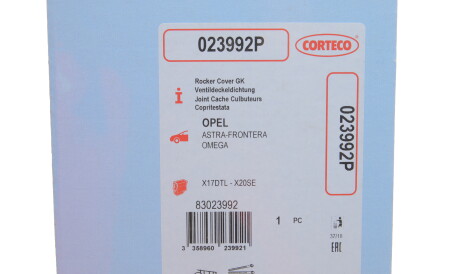 023992P
CORTECO
Rocker Cover GK
Ventildeckeldichtung
Joint Cache Culbuteurs
Copritestata
OPEL
ASTRA-FRONTERA
OMEGA
023992P
X17DTL - X20SE
83023992
1 PC
3 358960 239921
EAC